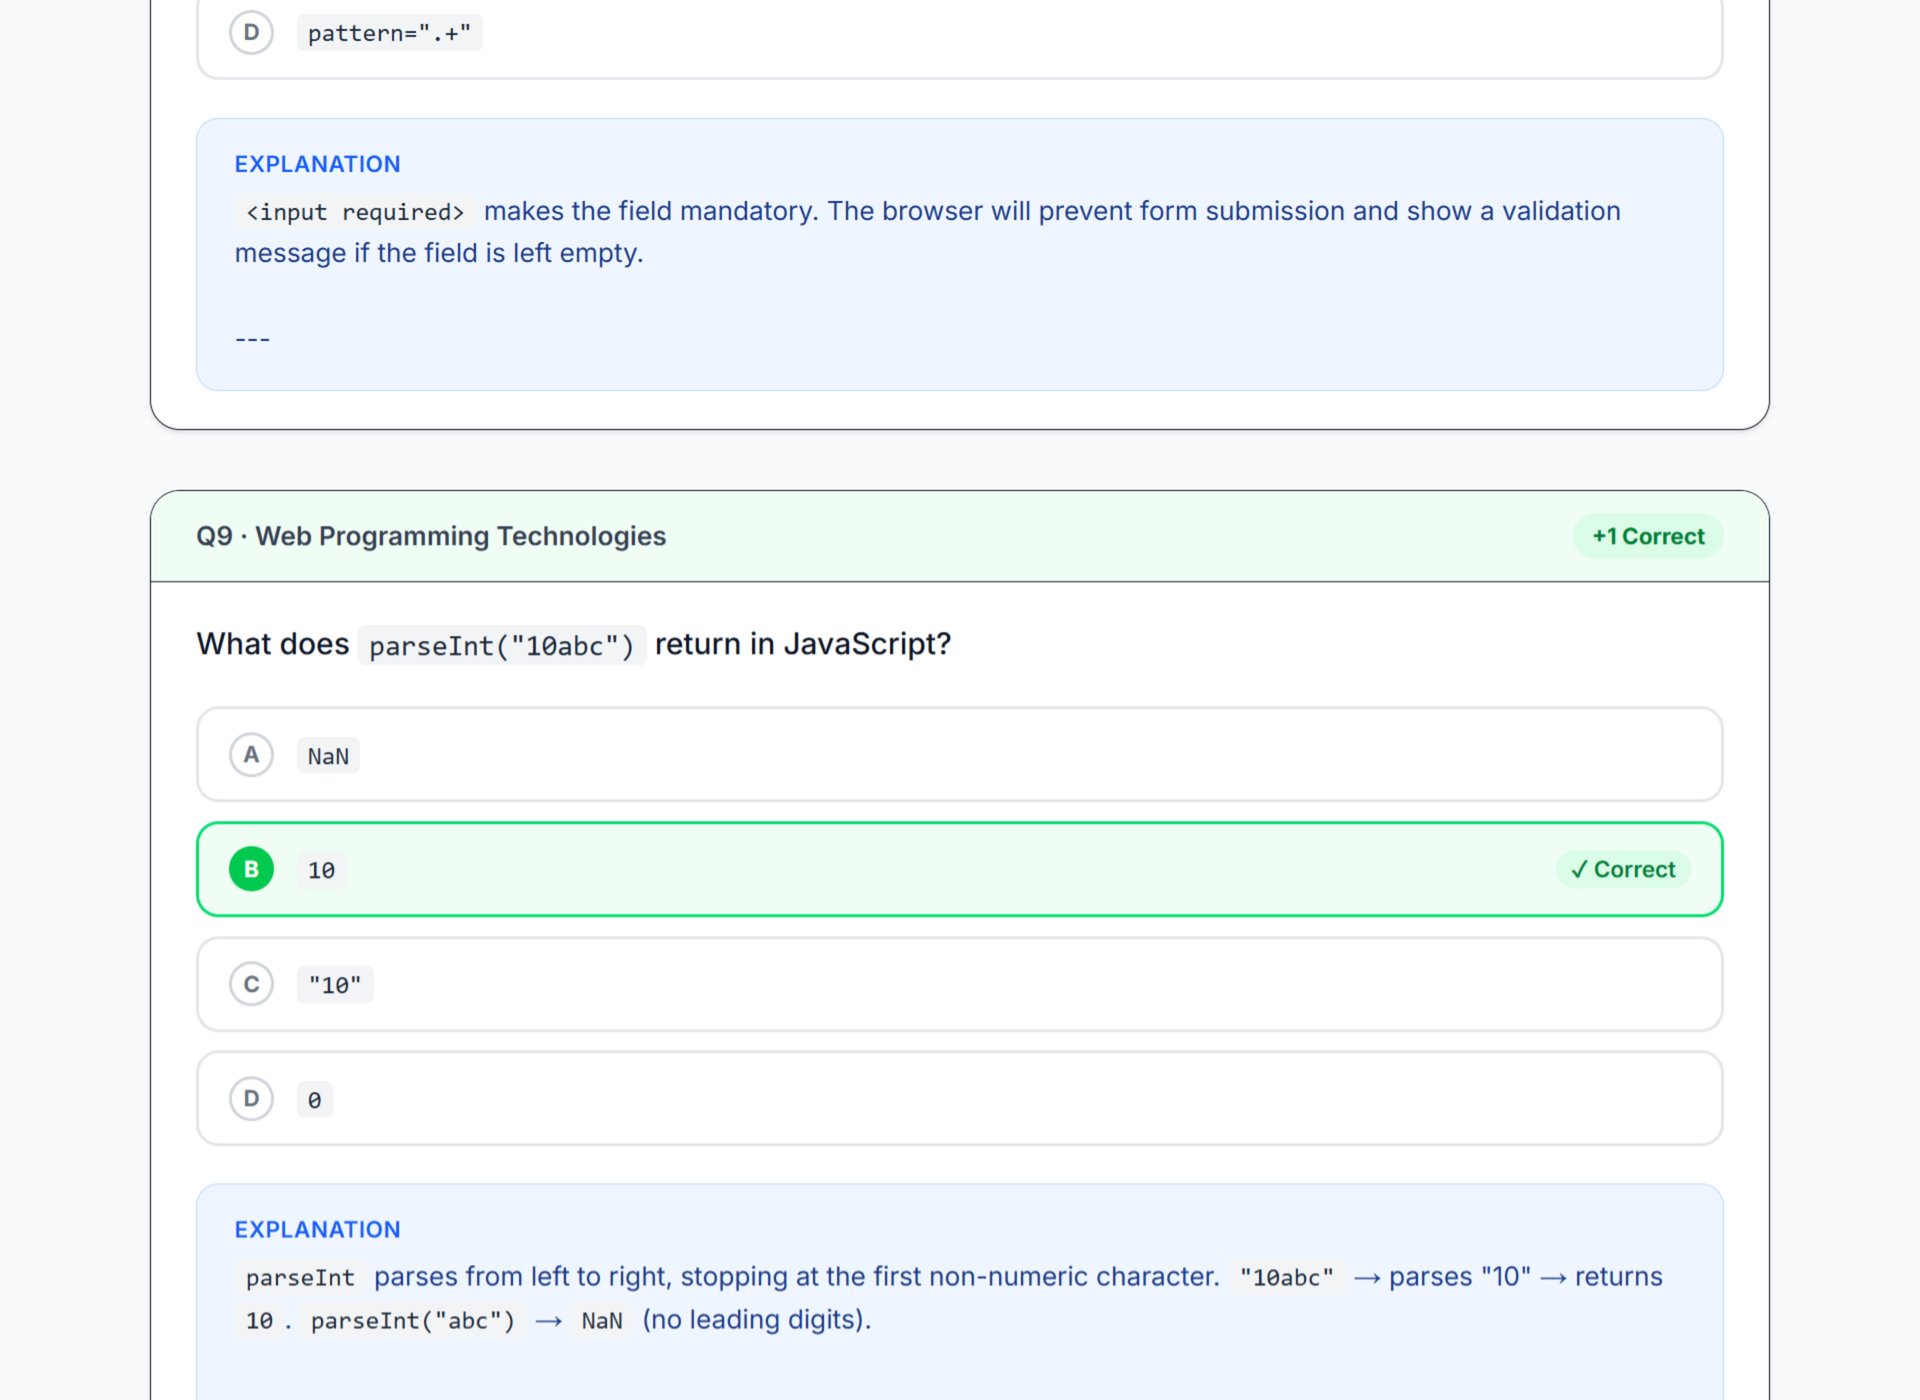 D pattern=".+"
EXPLANATION
<input required> makes the field mandatory. The browser will prevent form submission and show a validation
message if the field is left empty.
---
Q9 · Web Programming Technologies +1 Correct
What does parseInt("10abc") return in JavaScript?
A NaN
B 10 ✓ Correct
C "10"
D 0
EXPLANATION
parseInt parses from left to right, stopping at the first non-numeric character. "10abc" → parses "10" → returns
10 . parseInt("abc") → NaN (no leading digits).